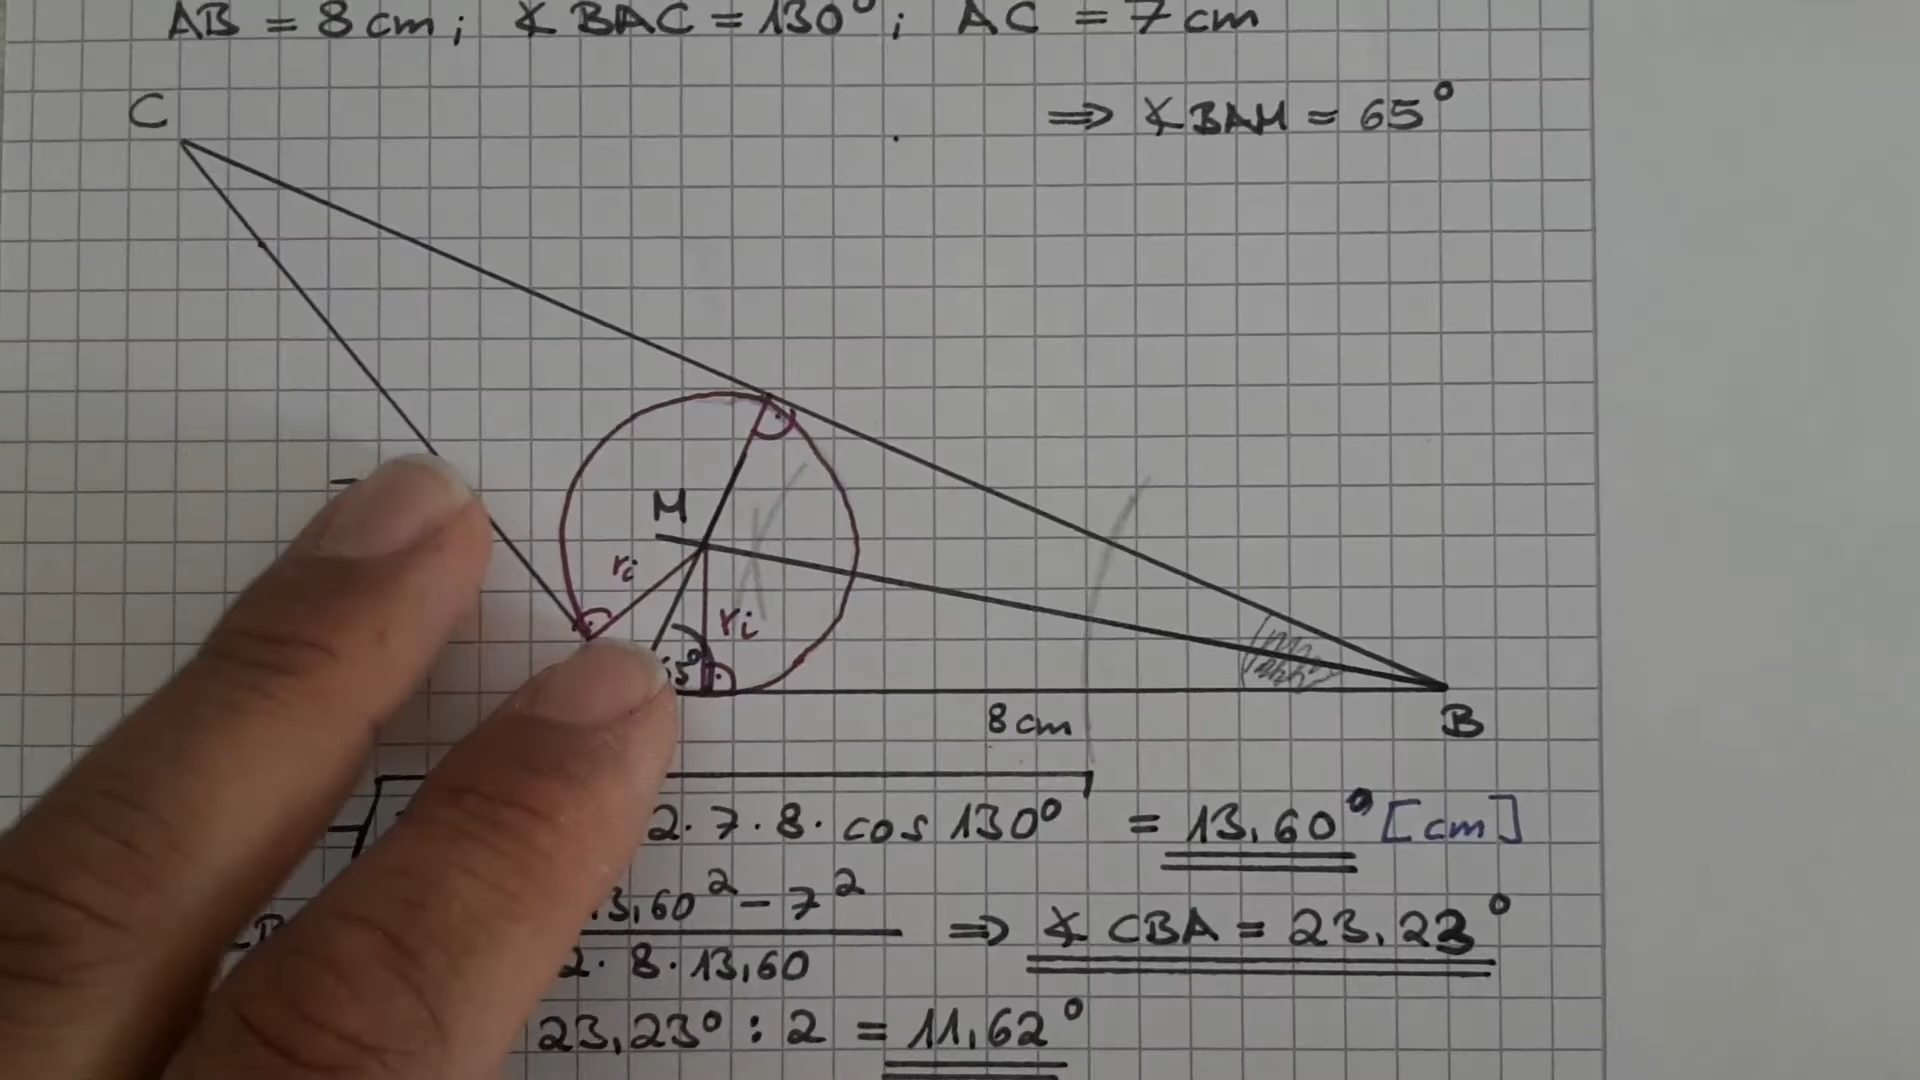 AB = 8 cm; ∢ BAC = 130°; AC = 7 cm
C
⇒ ∢ BAM = 65°
M
ri
ri
5°
8 cm
B
2·7·8·cos 130° = 13,60° [cm]
3,60² − 7²
2·8·13,60
⇒ ∢ CBA = 23,23°
23,23° : 2 = 11,62°